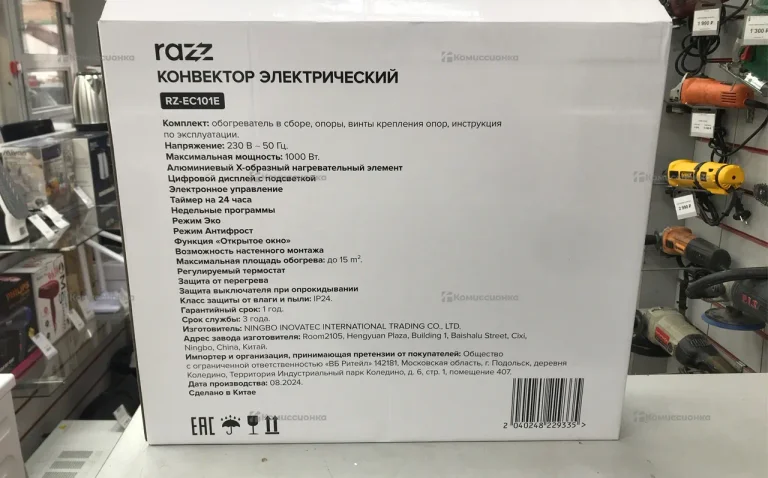 razz
КОНВЕКТОР ЭЛЕКТРИЧЕСКИЙ
RZ-EC101E
Комплект: обогреватель в сборе, опоры, винты крепления опор, инструкция
по эксплуатации.
Напряжение: 230 В ~ 50 Гц.
Максимальная мощность: 1000 Вт.
Алюминиевый X-образный нагревательный элемент
Цифровой дисплей с подсветкой
Электронное управление
Таймер на 24 часа
Недельные программы
Режим Эко
Режим Антифрост
Функция «Открытое окно»
Возможность настенного монтажа
Максимальная площадь обогрева: до 15 м².
Регулируемый термостат
Защита от перегрева
Защита выключателя при опрокидывании
Класс защиты от влаги и пыли: IP24.
Гарантийный срок: 1 год.
Срок службы: 3 года.
Изготовитель: NINGBO INOVATEC INTERNATIONAL TRADING CO., LTD.
Адрес завода изготовителя: Room2105, Hengyuan Plaza, Building 1, Baishalu Street, Cixi,
Ningbo, China, Китай.
Импортер и организация, принимающая претензии от покупателей: Общество
с ограниченной ответственностью «ВБ Ритейл» 142181, Московская область, г. Подольск, деревня
Коледино, Территория Индустриальный парк Коледино, д. 6, стр. 1, помещение 407.
Дата производства: 08.2024.
Сделано в Китае
EAC
2 040248 229335 >
Комиссионка
Комиссионка
Комиссионка
Комиссионка
Комиссионка
Комиссионка
Комиссионка
Комиссионка